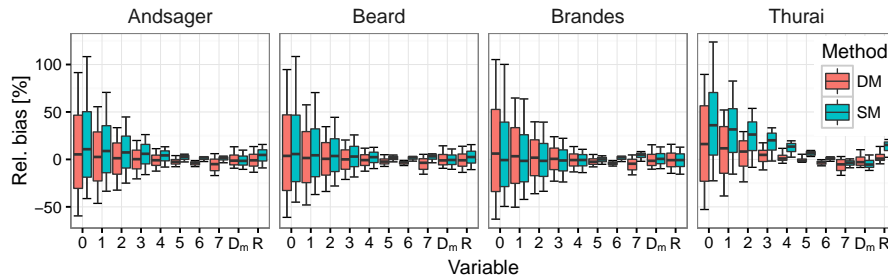 Andsager Beard Brandes Thurai
Rel. bias [%]
100
50
0
−50
0 1 2 3 4 5 6 7 Dm R 0 1 2 3 4 5 6 7 Dm R 0 1 2 3 4 5 6 7 Dm R 0 1 2 3 4 5 6 7 Dm R
Variable
Method
DM
SM